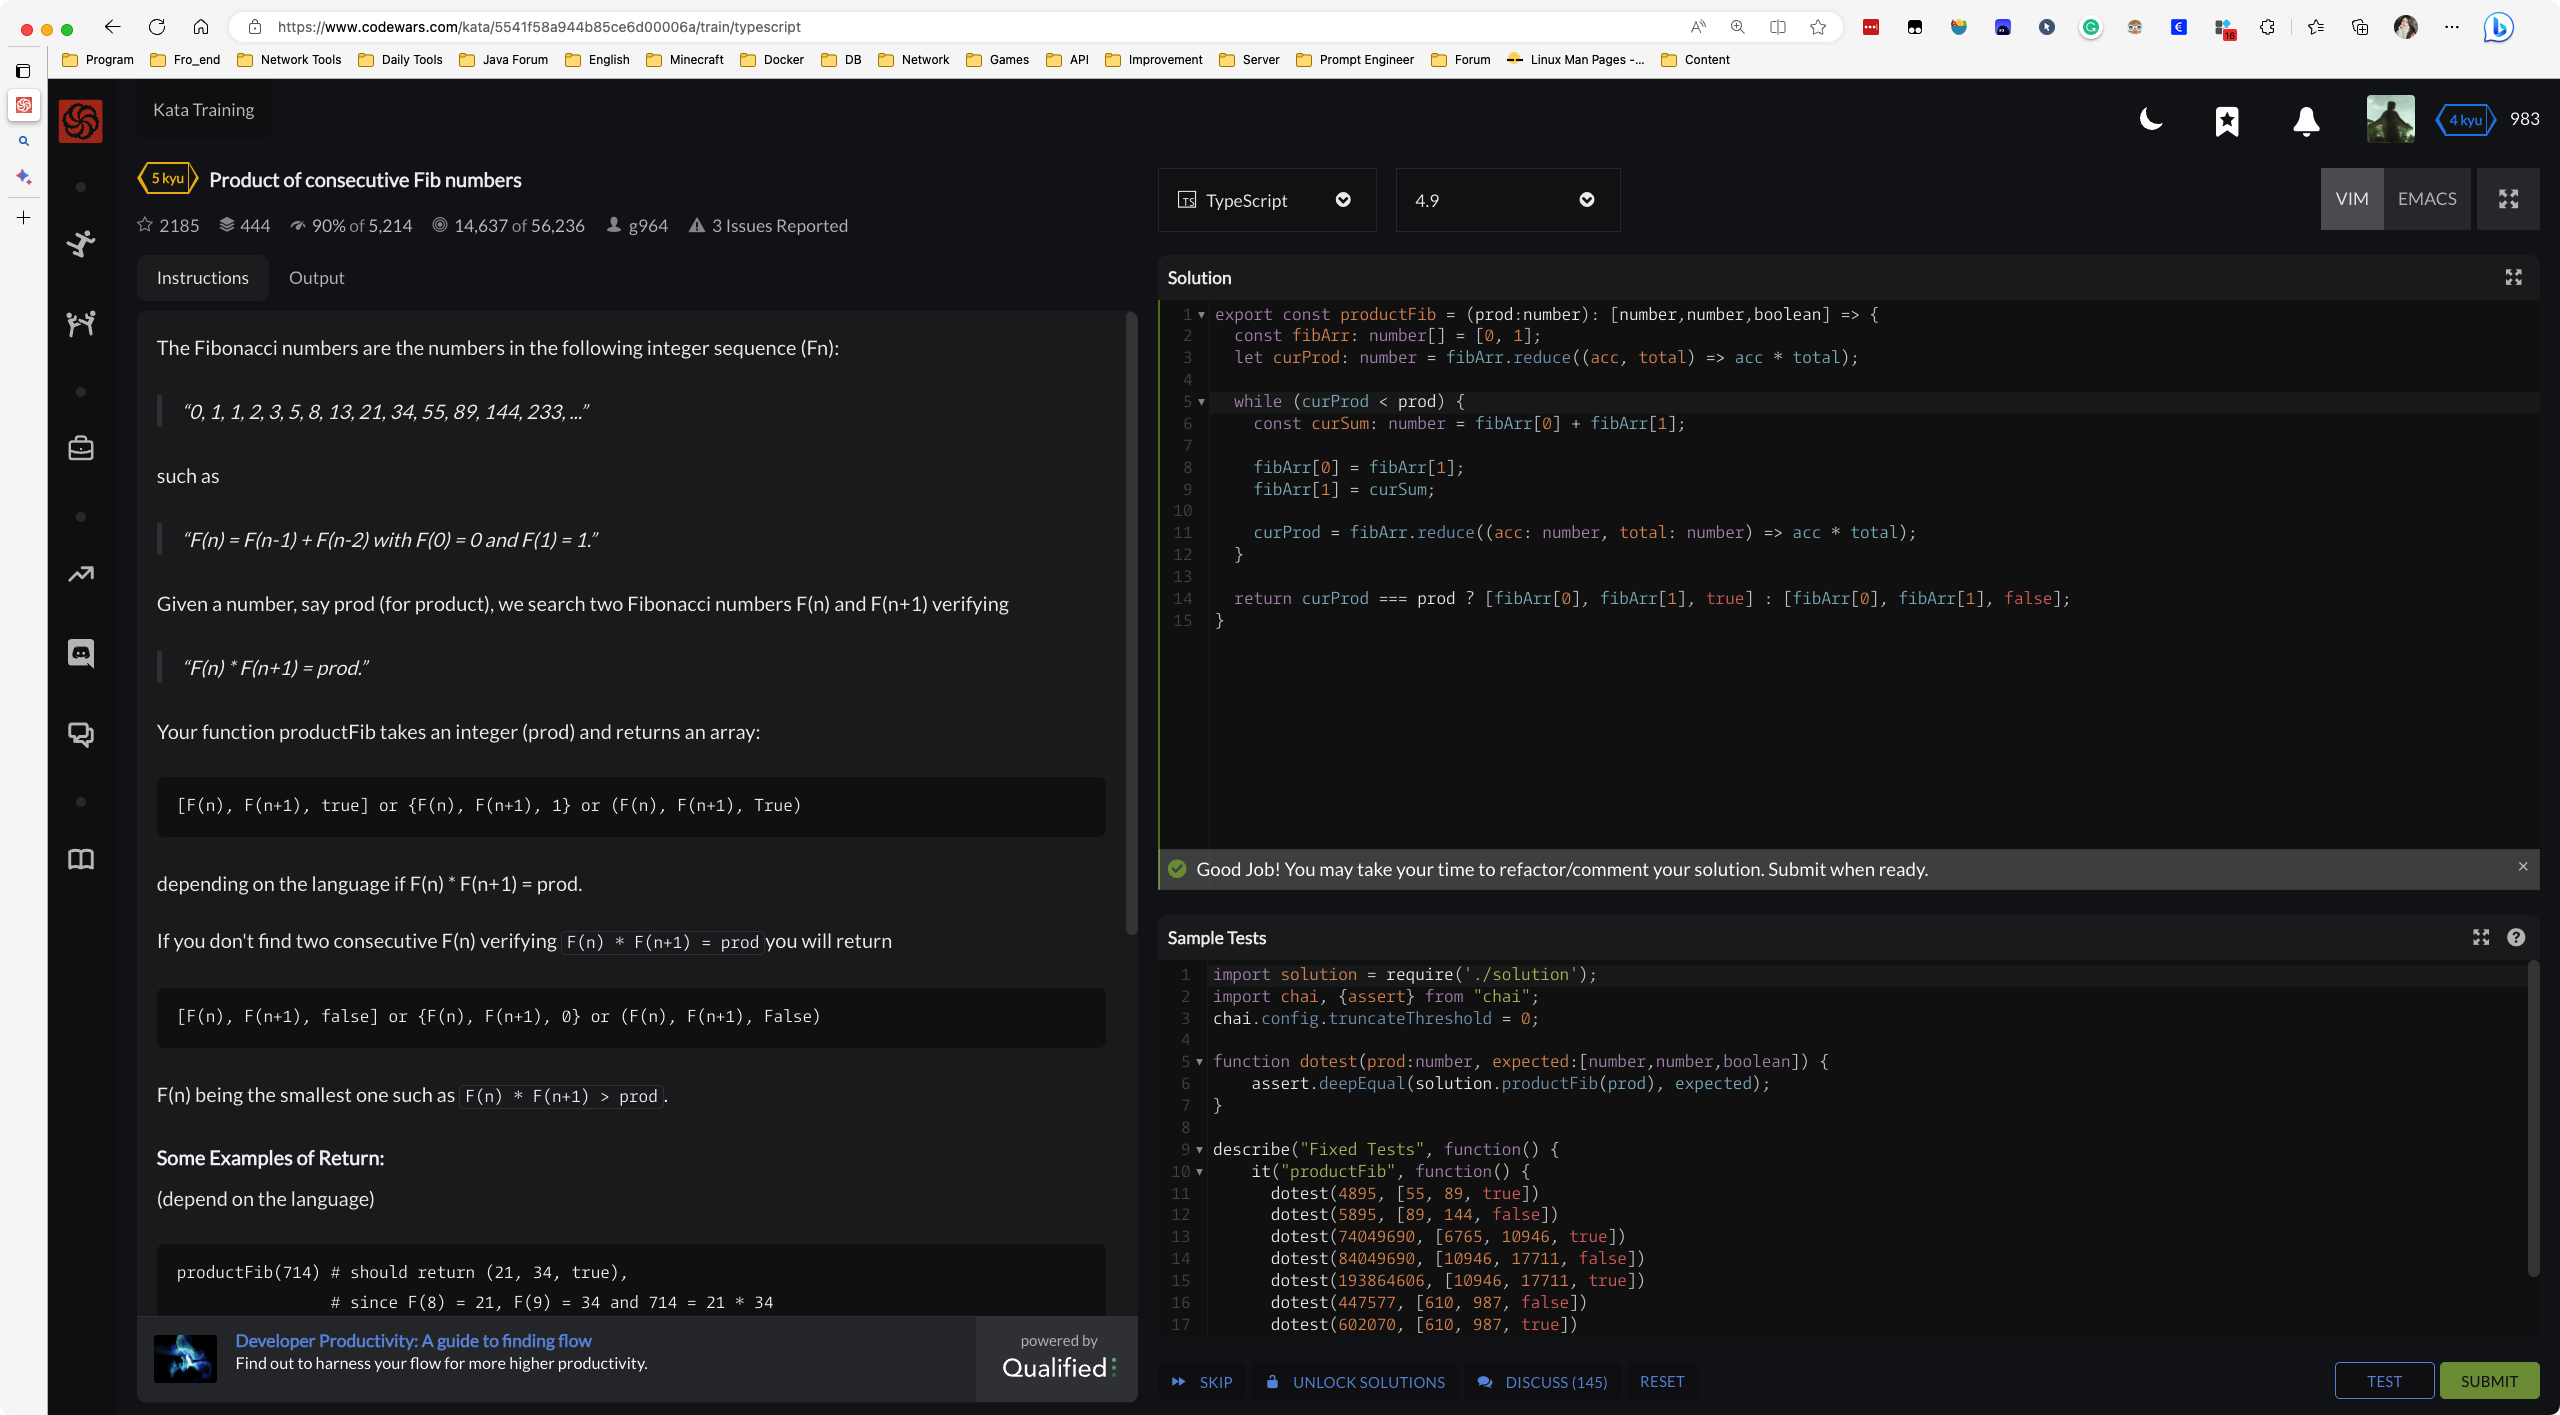 https://www.codewars.com/kata/5541f58a944b85ce6d00006a/train/typescript
16
Program Fro_end Network Tools Daily Tools Java Forum English Minecraft Docker DB Network Games API Improvement Server Prompt Engineer Forum Linux Man Pages -... Content
Kata Training
4 kyu 983
5 kyu Product of consecutive Fib numbers
2185 444 90% of 5,214 14,637 of 56,236 g964 3 Issues Reported
Instructions Output
The Fibonacci numbers are the numbers in the following integer sequence (Fn):
“0, 1, 1, 2, 3, 5, 8, 13, 21, 34, 55, 89, 144, 233, ...”
such as
“F(n) = F(n-1) + F(n-2) with F(0) = 0 and F(1) = 1.”
Given a number, say prod (for product), we search two Fibonacci numbers F(n) and F(n+1) verifying
“F(n) * F(n+1) = prod.”
Your function productFib takes an integer (prod) and returns an array:
[F(n), F(n+1), true] or {F(n), F(n+1), 1} or (F(n), F(n+1), True)
depending on the language if F(n) * F(n+1) = prod.
If you don't find two consecutive F(n) verifying F(n) * F(n+1) = prod you will return
[F(n), F(n+1), false] or {F(n), F(n+1), 0} or (F(n), F(n+1), False)
F(n) being the smallest one such as F(n) * F(n+1) > prod.
Some Examples of Return:
(depend on the language)
productFib(714) # should return (21, 34, true),
# since F(8) = 21, F(9) = 34 and 714 = 21 * 34
Developer Productivity: A guide to finding flow
Find out to harness your flow for more higher productivity.
powered by
Qualified
TS TypeScript 4.9 VIM EMACS
Solution
1 export const productFib = (prod:number): [number,number,boolean] => {
2 const fibArr: number[] = [0, 1];
3 let curProd: number = fibArr.reduce((acc, total) => acc * total);
4
5 while (curProd < prod) {
6 const curSum: number = fibArr[0] + fibArr[1];
7
8 fibArr[0] = fibArr[1];
9 fibArr[1] = curSum;
10
11 curProd = fibArr.reduce((acc: number, total: number) => acc * total);
12 }
13
14 return curProd === prod ? [fibArr[0], fibArr[1], true] : [fibArr[0], fibArr[1], false];
15 }
Good Job! You may take your time to refactor/comment your solution. Submit when ready.
Sample Tests
1 import solution = require('./solution');
2 import chai, {assert} from "chai";
3 chai.config.truncateThreshold = 0;
4
5 function dotest(prod:number, expected:[number,number,boolean]) {
6 assert.deepEqual(solution.productFib(prod), expected);
7 }
8
9 describe("Fixed Tests", function() {
10 it("productFib", function() {
11 dotest(4895, [55, 89, true])
12 dotest(5895, [89, 144, false])
13 dotest(74049690, [6765, 10946, true])
14 dotest(84049690, [10946, 17711, false])
15 dotest(193864606, [10946, 17711, true])
16 dotest(447577, [610, 987, false])
17 dotest(602070, [610, 987, true])
SKIP UNLOCK SOLUTIONS DISCUSS (145) RESET TEST SUBMIT